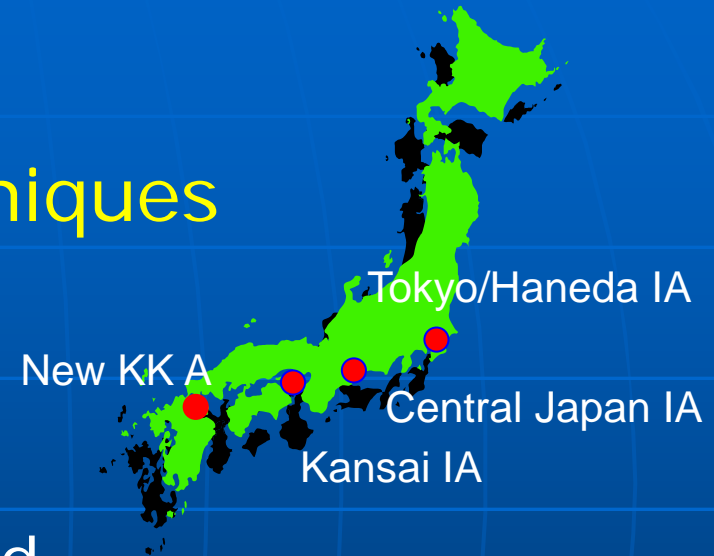 niques
Tokyo/Haneda IA
New KK A
Central Japan IA
Kansai IA